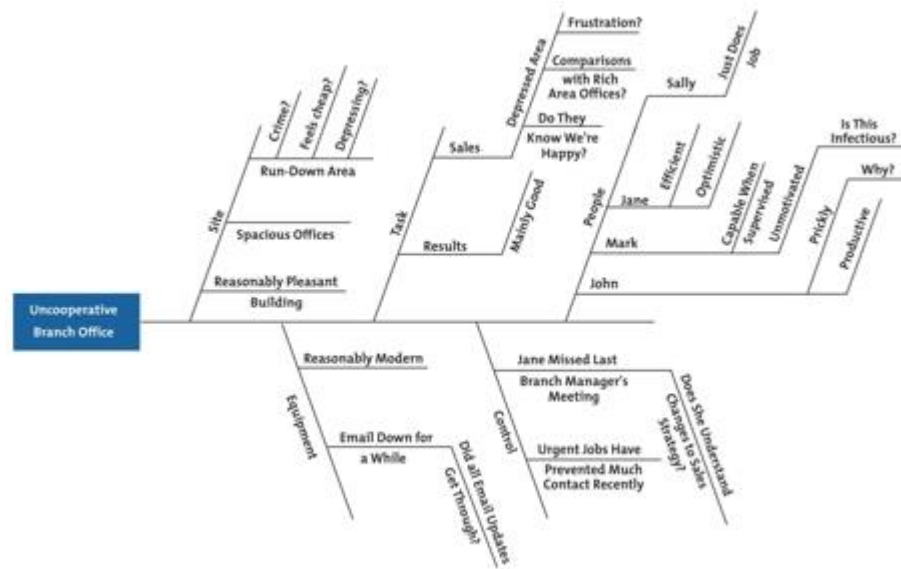 Uncooperative
Branch Office
Site
Crime?
Feels cheap?
Depressing?
Run-Down Area
Spacious Offices
Reasonably Pleasant
Building
Task
Sales
Depressed Area
Frustration?
Comparisons
with Rich
Area Offices?
Do They
Know We're
Happy?
Results
Mainly Good
People
Sally
Just Does
Job
Jane
Efficient
Optimistic
Mark
Capable When
Supervised
Unmotivated
Is This
Infectious?
John
Prickly
Why?
Productive
Equipment
Reasonably Modern
Email Down for
a While
Did all Email Updates
Get Through?
Control
Jane Missed Last
Branch Manager's
Meeting
Does She Understand
Changes to Sales
Strategy?
Urgent Jobs Have
Prevented Much
Contact Recently